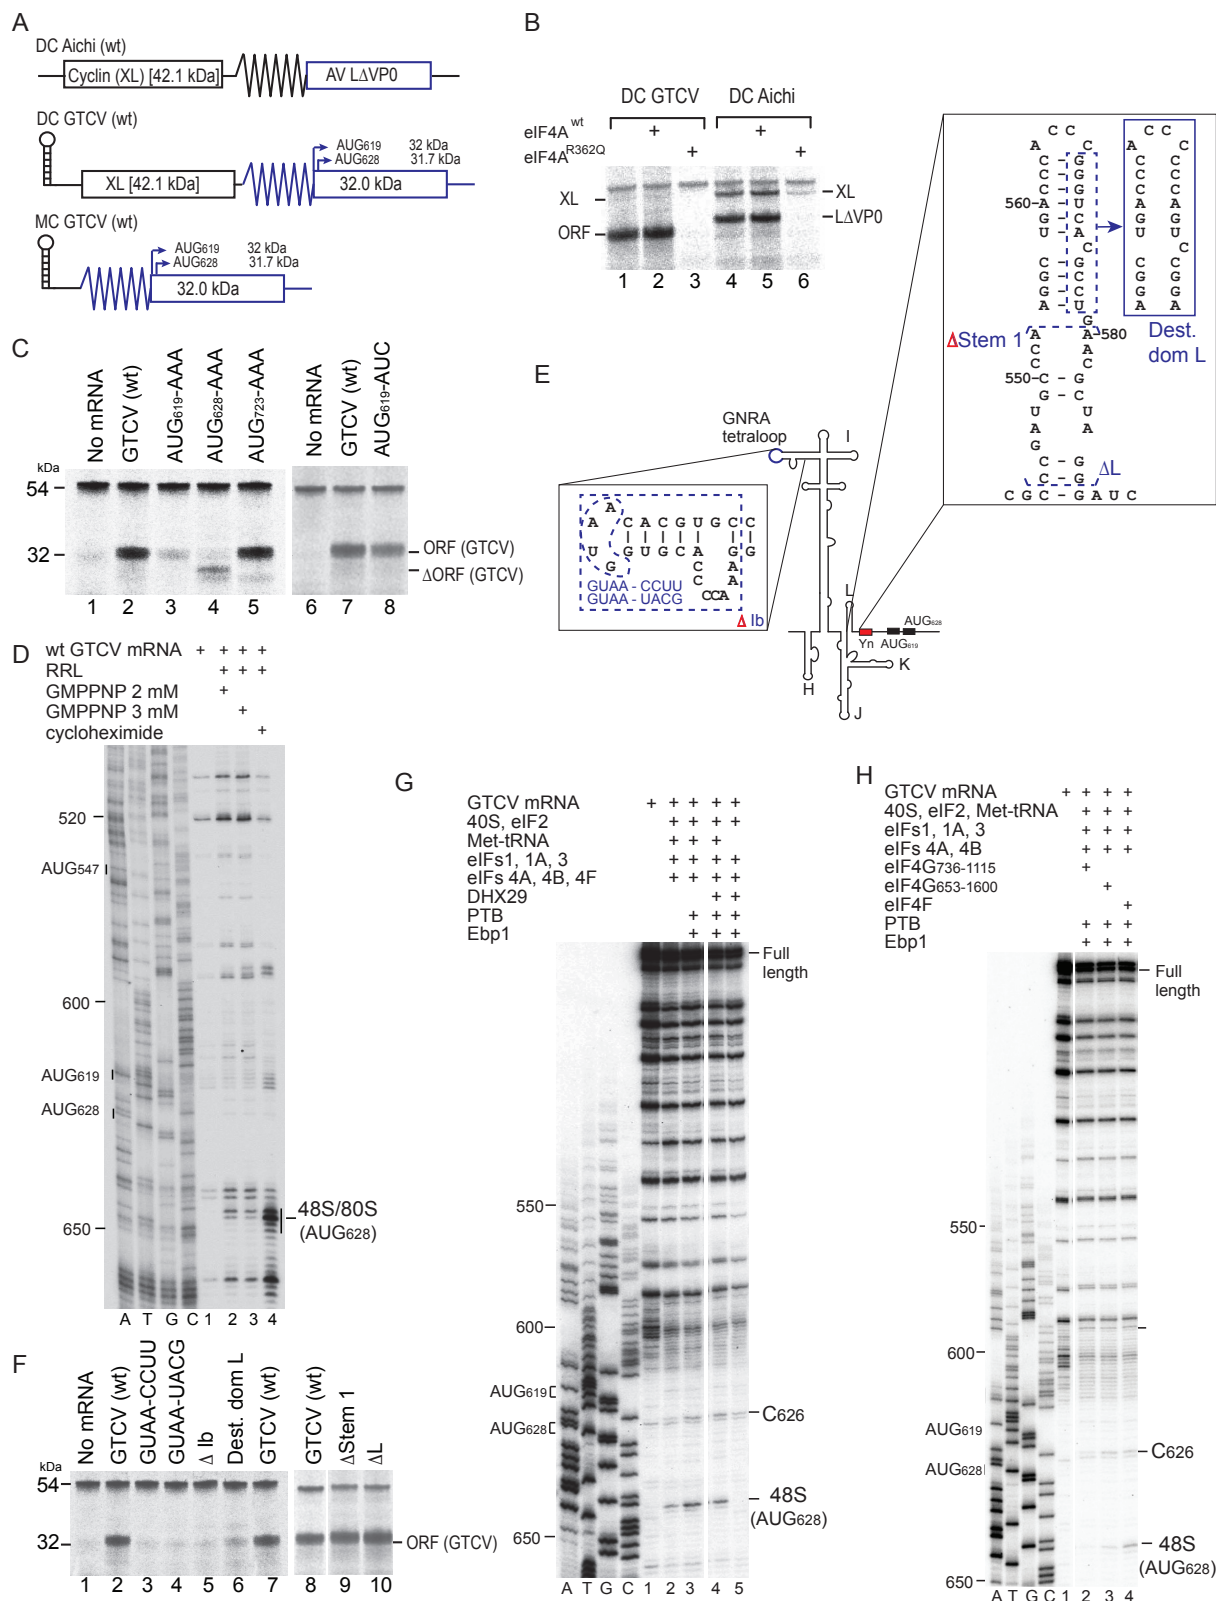 A
DC Aichi (wt)
Cyclin (XL) [42.1 kDa]
AV LΔVP0
DC GTCV (wt)
AUG619 32 kDa
AUG628 31.7 kDa
XL [42.1 kDa]
32.0 kDa
MC GTCV (wt)
AUG619 32 kDa
AUG628 31.7 kDa
32.0 kDa
B
DC GTCV DC Aichi
eIF4A wt + +
eIF4A R362Q + +
XL
ORF
XL
LΔVP0
1 2 3 4 5 6
C
No mRNA
GTCV (wt)
AUG619-AAA
AUG628-AAA
AUG723-AAA
No mRNA
GTCV (wt)
AUG619-AUC
kDa
54
32
ORF (GTCV)
ΔORF (GTCV)
1 2 3 4 5 6 7 8
D
wt GTCV mRNA + + + +
RRL + + +
GMPPNP 2 mM +
GMPPNP 3 mM +
cycloheximide +
520
AUG547
600
AUG619
AUG628
650
48S/80S
(AUG628)
A T G C 1 2 3 4
E
GNRA
tetraloop
I
A
A C A C G U G C C
A
U G G U G C A G G
G C A
C A
C C A
GUAA - CCUU
GUAA - UACG
Δ Ib
H
L
K
J
Yn
AUG619
AUG628
C C C
A C
C G
C G
C G
A U
560 G C
U A
C
C G
G C
G C
A U
G
ΔStem 1
A A 580
C A
C C
550 C G
G C
U U
A A
G
C G
C G
C G C - G G A U C
ΔL
C C C
A C
C C
C C
C C
A A
G G
U U
C
C G
G G
G G
A A
Dest.
dom L
F
No mRNA
GTCV (wt)
GUAA-CCUU
GUAA-UACG
Δ Ib
Dest. dom L
GTCV (wt)
GTCV (wt)
ΔStem 1
ΔL
kDa
54
32
ORF (GTCV)
1 2 3 4 5 6 7 8 9 10
G
GTCV mRNA + + + + +
40S, eIF2 + + + +
Met-tRNA + + +
eIFs1, 1A, 3 + + + +
eIFs 4A, 4B, 4F + + + +
DHX29 + +
PTB + + +
Ebp1 + + +
Full
length
550
600
AUG619
AUG628
650
C626
48S
(AUG628)
A T G C 1 2 3 4 5
H
GTCV mRNA + + + +
40S, eIF2, Met-tRNA + + +
eIFs1, 1A, 3 + + +
eIFs 4A, 4B + + +
eIF4G736-1115 +
eIF4G653-1600 +
eIF4F +
PTB + + +
Ebp1 + + +
Full
length
550
600
AUG619
AUG628
650
C626
48S
(AUG628)
A T G C 1 2 3 4